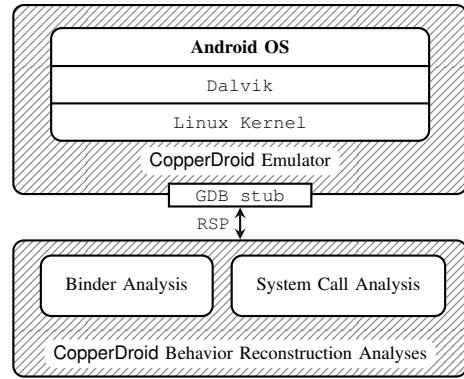 Android OS
Dalvik
Linux Kernel
CopperDroid Emulator
GDB stub
RSP
Binder Analysis
System Call Analysis
CopperDroid Behavior Reconstruction Analyses